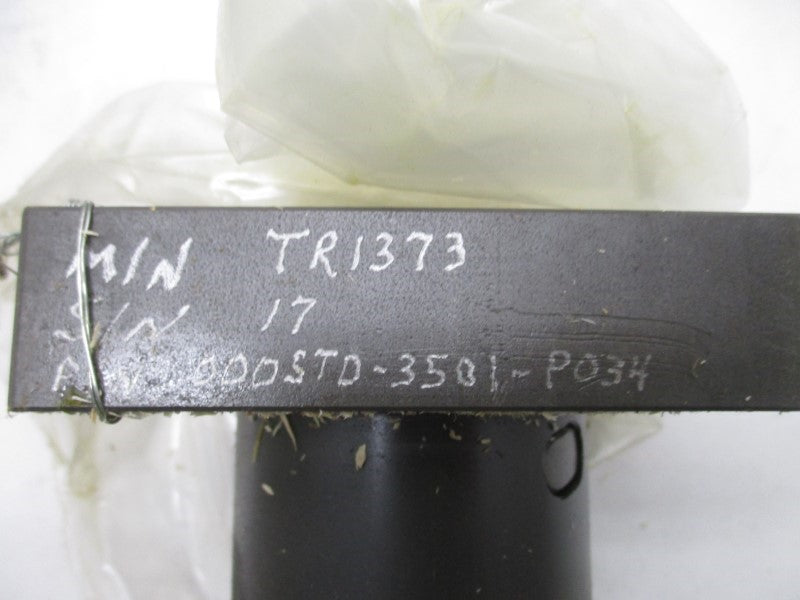 M/N TR1373
S/N 17
P/N 000STD-3501-P034